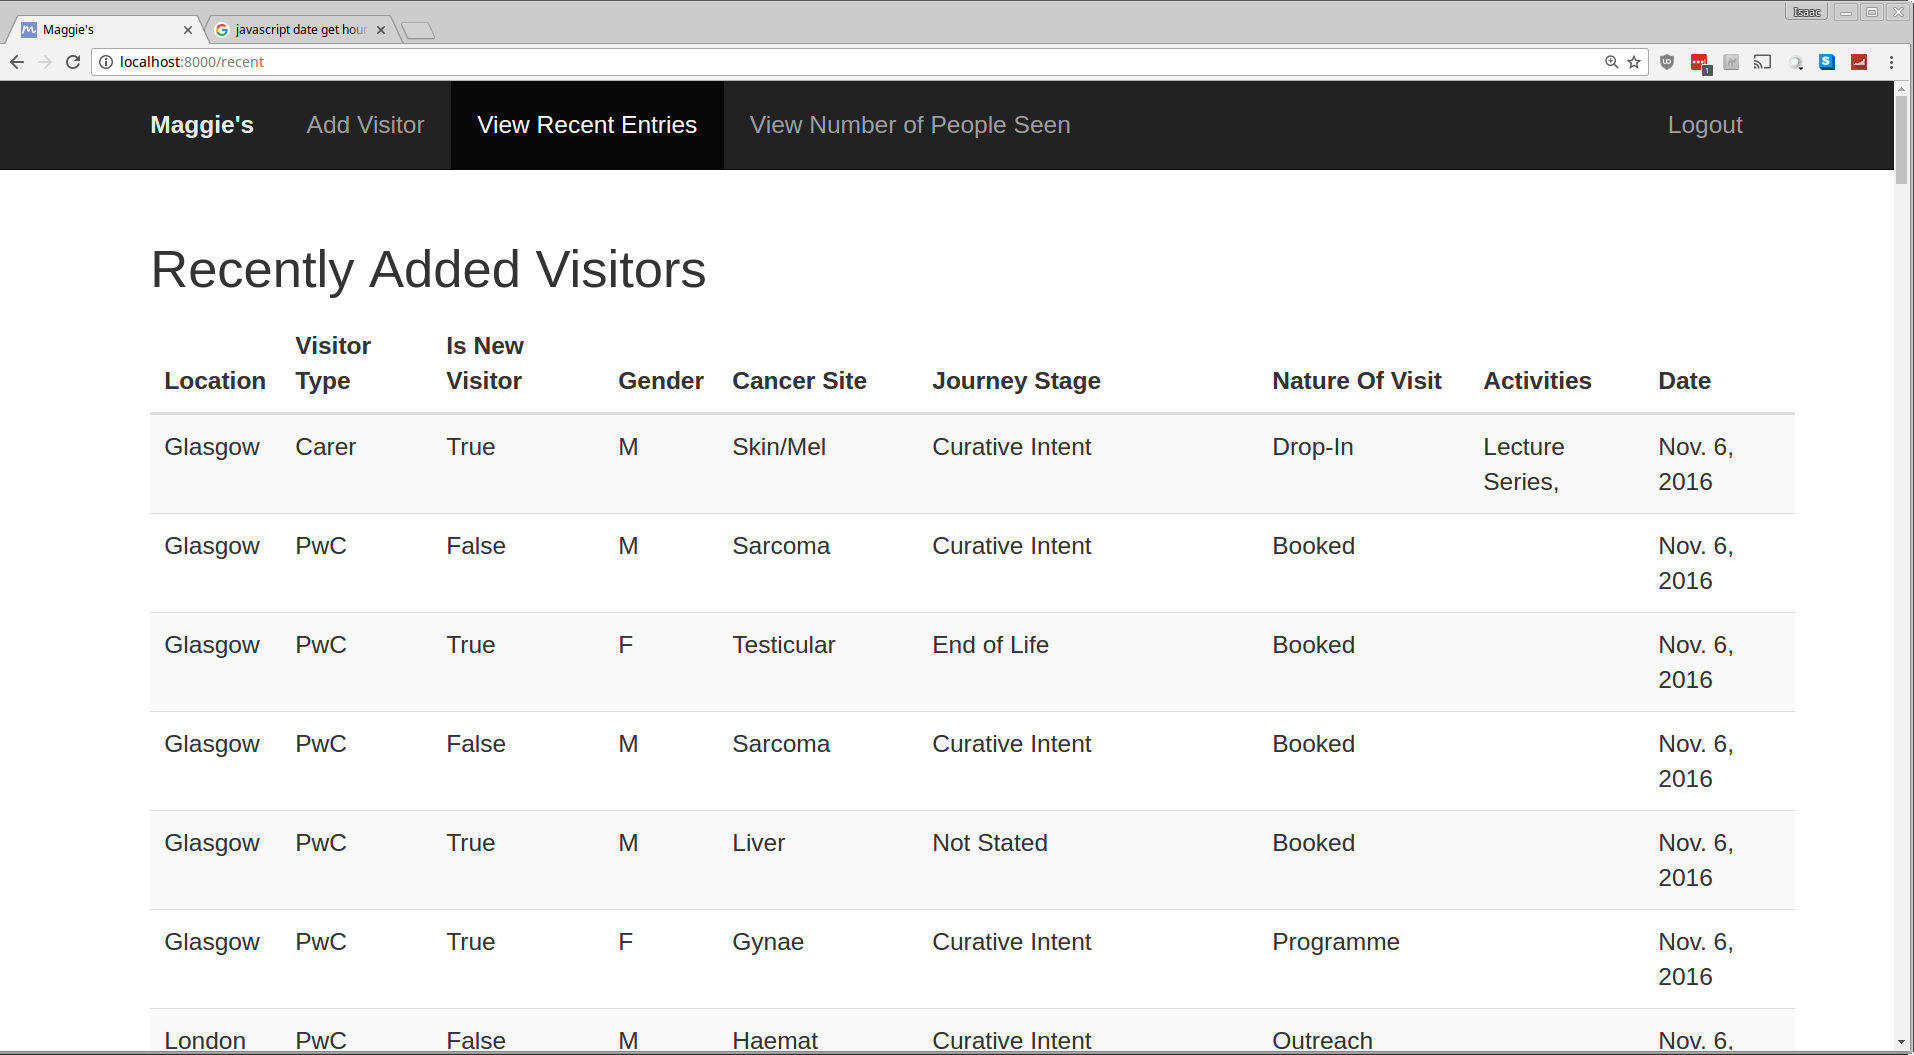 Isaac
Maggie's
javascript date get hour
localhost:8000/recent
1
Maggie's Add Visitor View Recent Entries View Number of People Seen Logout
Recently Added Visitors
Location Visitor Type Is New Visitor Gender Cancer Site Journey Stage Nature Of Visit Activities Date
Glasgow Carer True M Skin/Mel Curative Intent Drop-In Lecture Series, Nov. 6, 2016
Glasgow PwC False M Sarcoma Curative Intent Booked Nov. 6, 2016
Glasgow PwC True F Testicular End of Life Booked Nov. 6, 2016
Glasgow PwC False M Sarcoma Curative Intent Booked Nov. 6, 2016
Glasgow PwC True M Liver Not Stated Booked Nov. 6, 2016
Glasgow PwC True F Gynae Curative Intent Programme Nov. 6, 2016
London PwC False M Haemat Curative Intent Outreach Nov. 6,